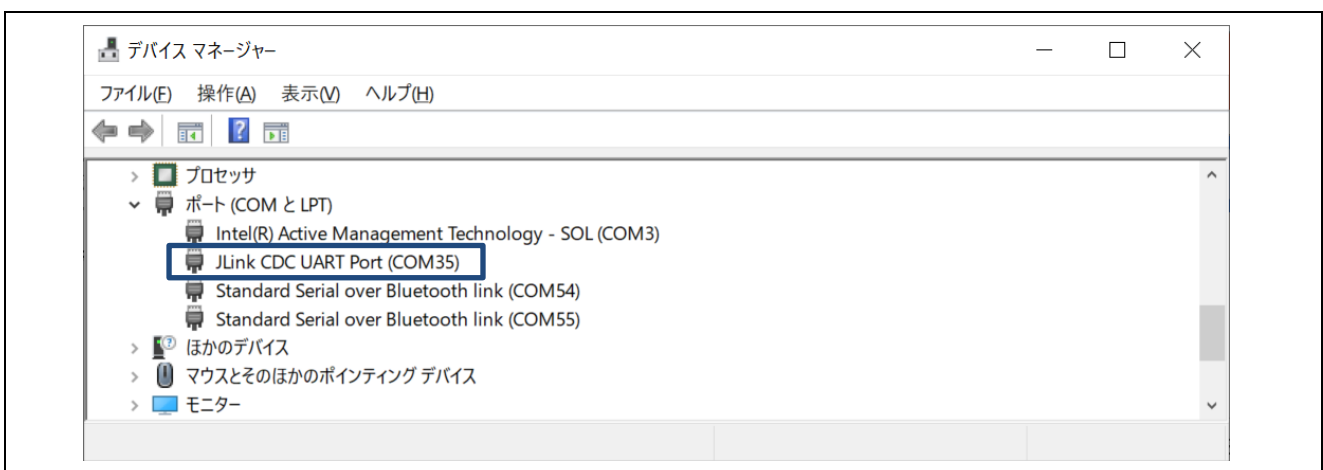 デバイス マネージャー
ファイル(F) 操作(A) 表示(V) ヘルプ(H)
プロセッサ
ポート (COM と LPT)
Intel(R) Active Management Technology - SOL (COM3)
JLink CDC UART Port (COM35)
Standard Serial over Bluetooth link (COM54)
Standard Serial over Bluetooth link (COM55)
ほかのデバイス
マウスとそのほかのポインティング デバイス
モニター